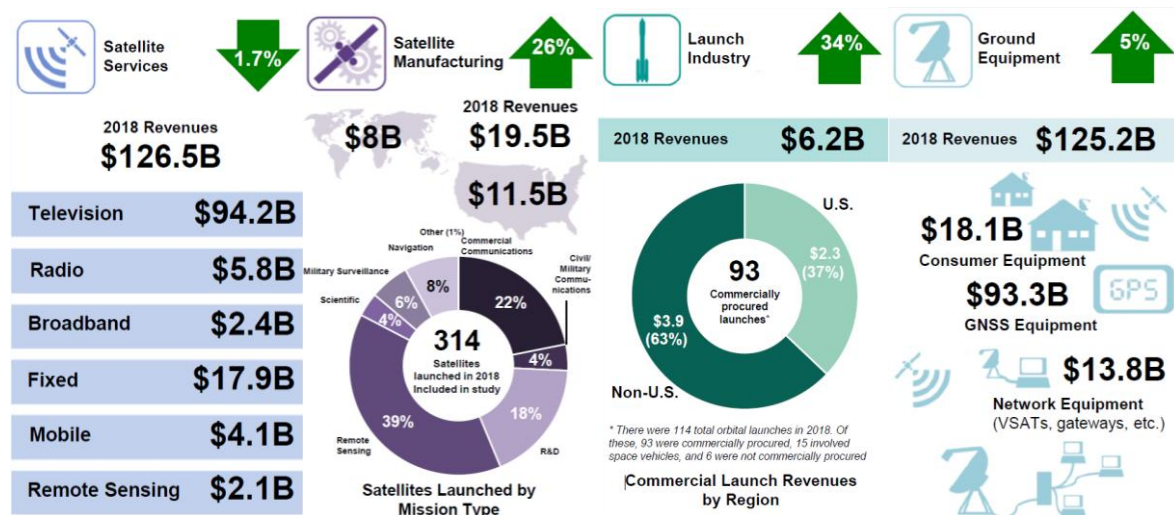 Satellite
Services
1.7%
2018 Revenues
$126.5B
Television $94.2B
Radio $5.8B
Broadband $2.4B
Fixed $17.9B
Mobile $4.1B
Remote Sensing $2.1B
Satellite
Manufacturing
26%
2018 Revenues
$8B
$19.5B
$11.5B
Other (1%)
Navigation
Commercial
Communications
Military Surveillance
Civil/
Military
Commu-
nications
Scientific
8%
6%
22%
4%
314
Satellites
launched in 2018
Included in study
4%
39%
18%
Remote
Sensing
R&D
Satellites Launched by
Mission Type
Launch
Industry
34%
2018 Revenues $6.2B
U.S.
$2.3
(37%)
93
Commercially
procured
launches*
$3.9
(63%)
Non-U.S.
* There were 114 total orbital launches in 2018. Of
these, 93 were commercially procured, 15 involved
space vehicles, and 6 were not commercially procured
Commercial Launch Revenues
by Region
Ground
Equipment
5%
2018 Revenues $125.2B
$18.1B
Consumer Equipment
$93.3B
GPS
GNSS Equipment
$13.8B
Network Equipment
(VSATs, gateways, etc.)